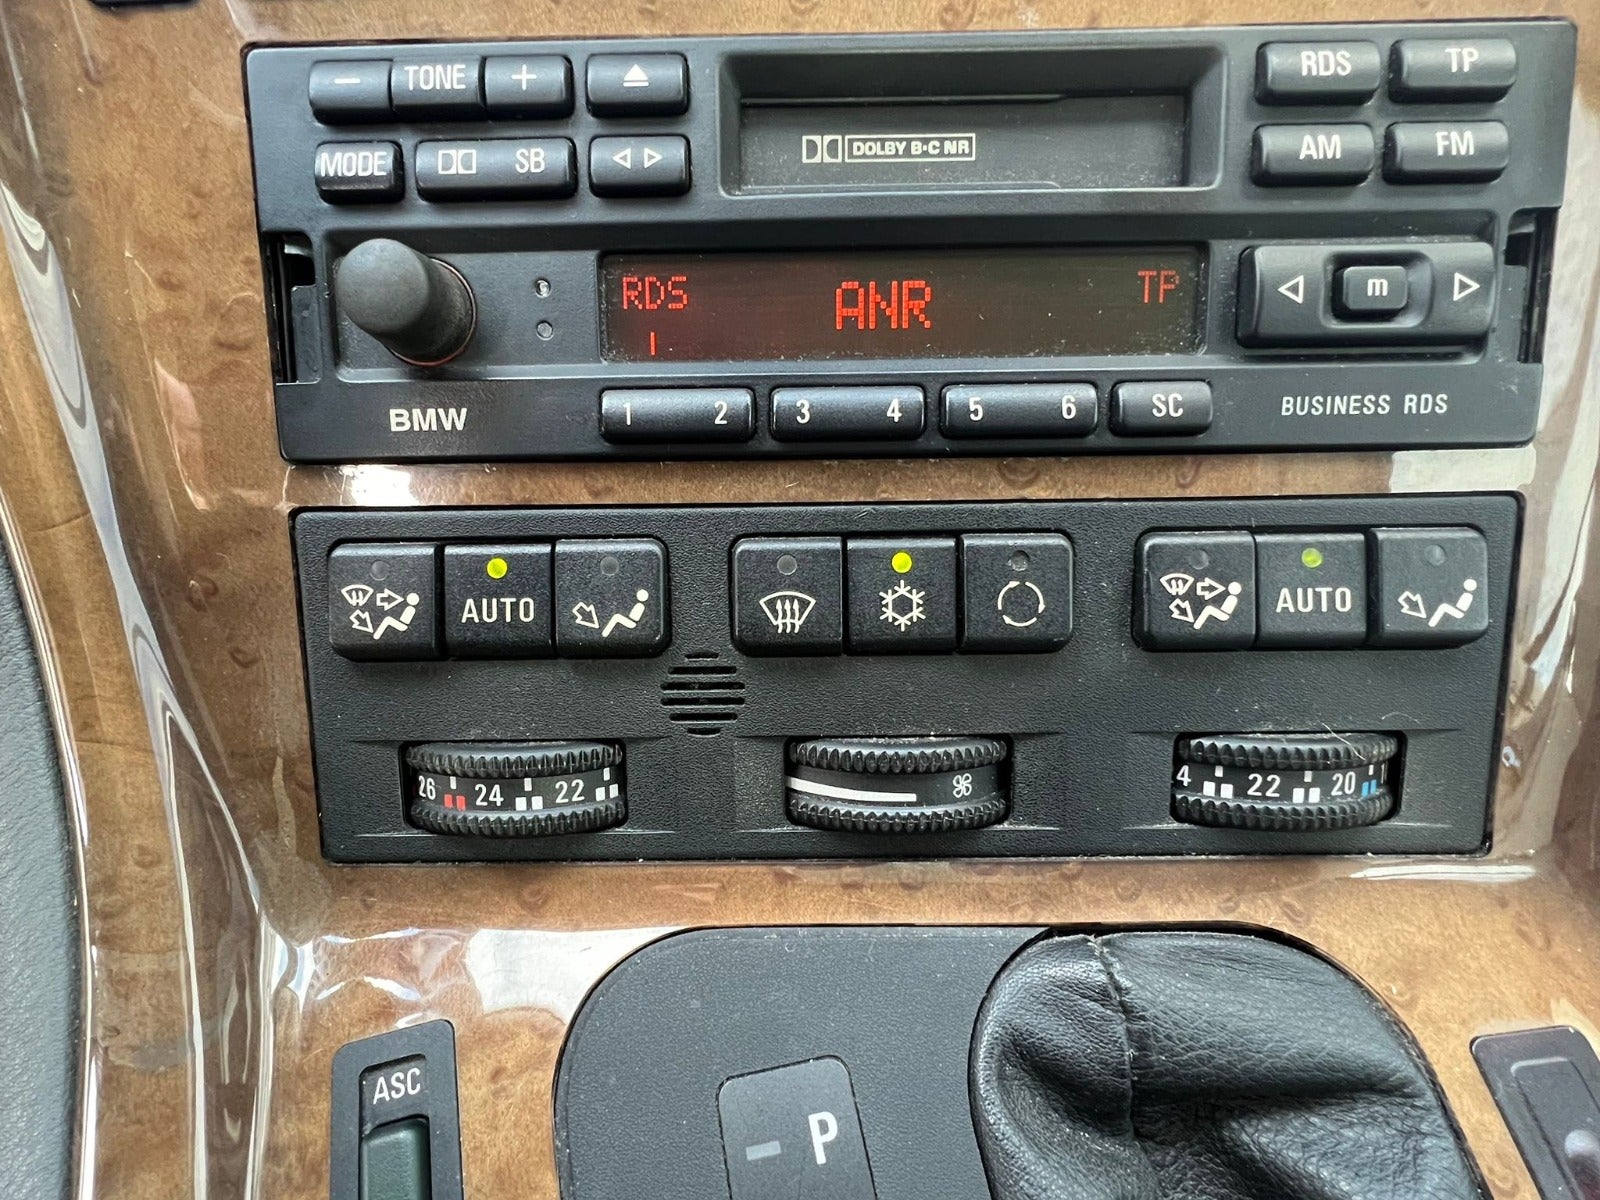 − TONE +
RDS TP
MODE SB
DOLBY B·C NR
AM FM
RDS ANR TP
m
BMW
1 2 3 4 5 6 SC
BUSINESS RDS
AUTO AUTO
26 24 22
22 20
ASC
P